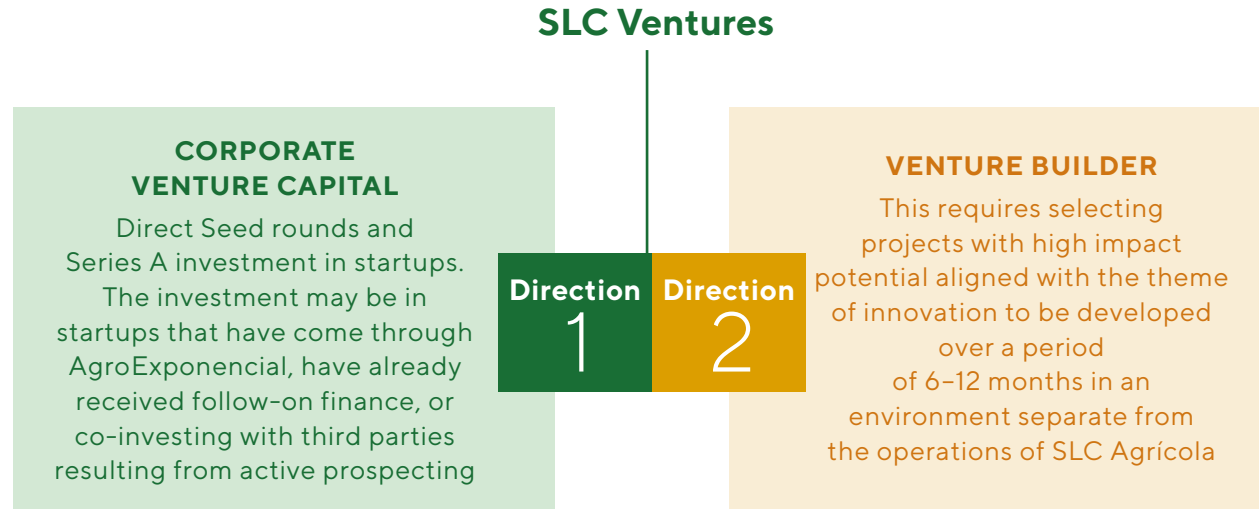 SLC Ventures
CORPORATE
VENTURE CAPITAL
Direct Seed rounds and
Series A investment in startups.
The investment may be in
startups that have come through
AgroExponencial, have already
received follow-on finance, or
co-investing with third parties
resulting from active prospecting
Direction
1
Direction
2
VENTURE BUILDER
This requires selecting
projects with high impact
potential aligned with the theme
of innovation to be developed
over a period
of 6–12 months in an
environment separate from
the operations of SLC Agrícola